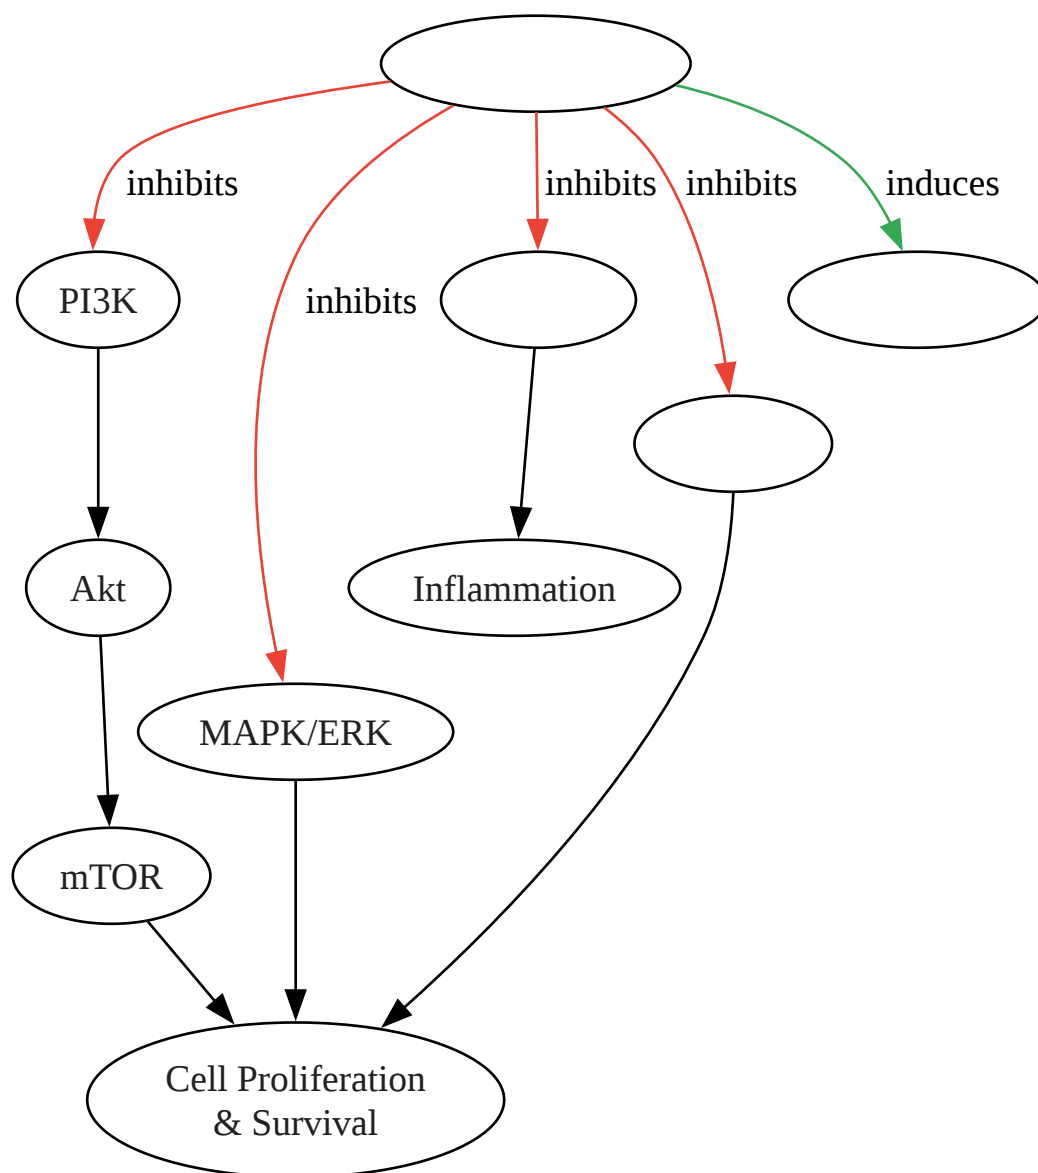 inhibits
inhibits
inhibits
induces
inhibits
PI3K
Akt
Inflammation
MAPK/ERK
mTOR
Cell Proliferation
& Survival